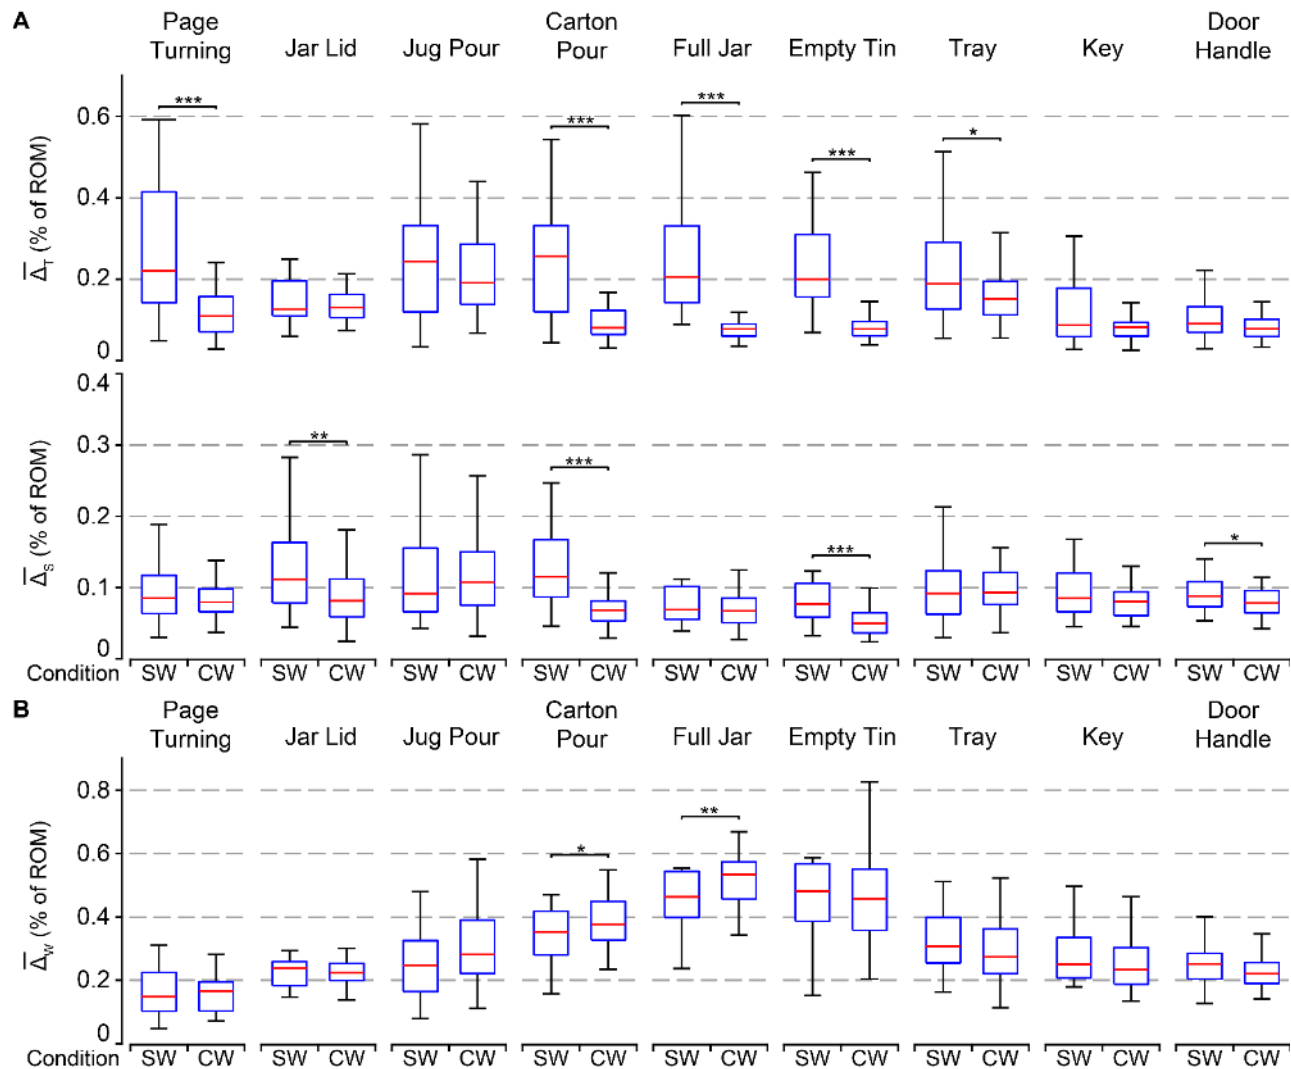 A
Page Turning
Jar Lid
Jug Pour
Carton Pour
Full Jar
Empty Tin
Tray
Key
Door Handle
Δ̅T (% of ROM)
0.6
0.4
0.2
0
***
***
***
***
*
Δ̅S (% of ROM)
0.4
0.3
0.2
0.1
0
**
***
***
*
Condition SW CW SW CW SW CW SW CW SW CW SW CW SW CW SW CW SW CW
B
Page Turning
Jar Lid
Jug Pour
Carton Pour
Full Jar
Empty Tin
Tray
Key
Door Handle
Δ̅W (% of ROM)
0.8
0.6
0.4
0.2
0
*
**
Condition SW CW SW CW SW CW SW CW SW CW SW CW SW CW SW CW SW CW